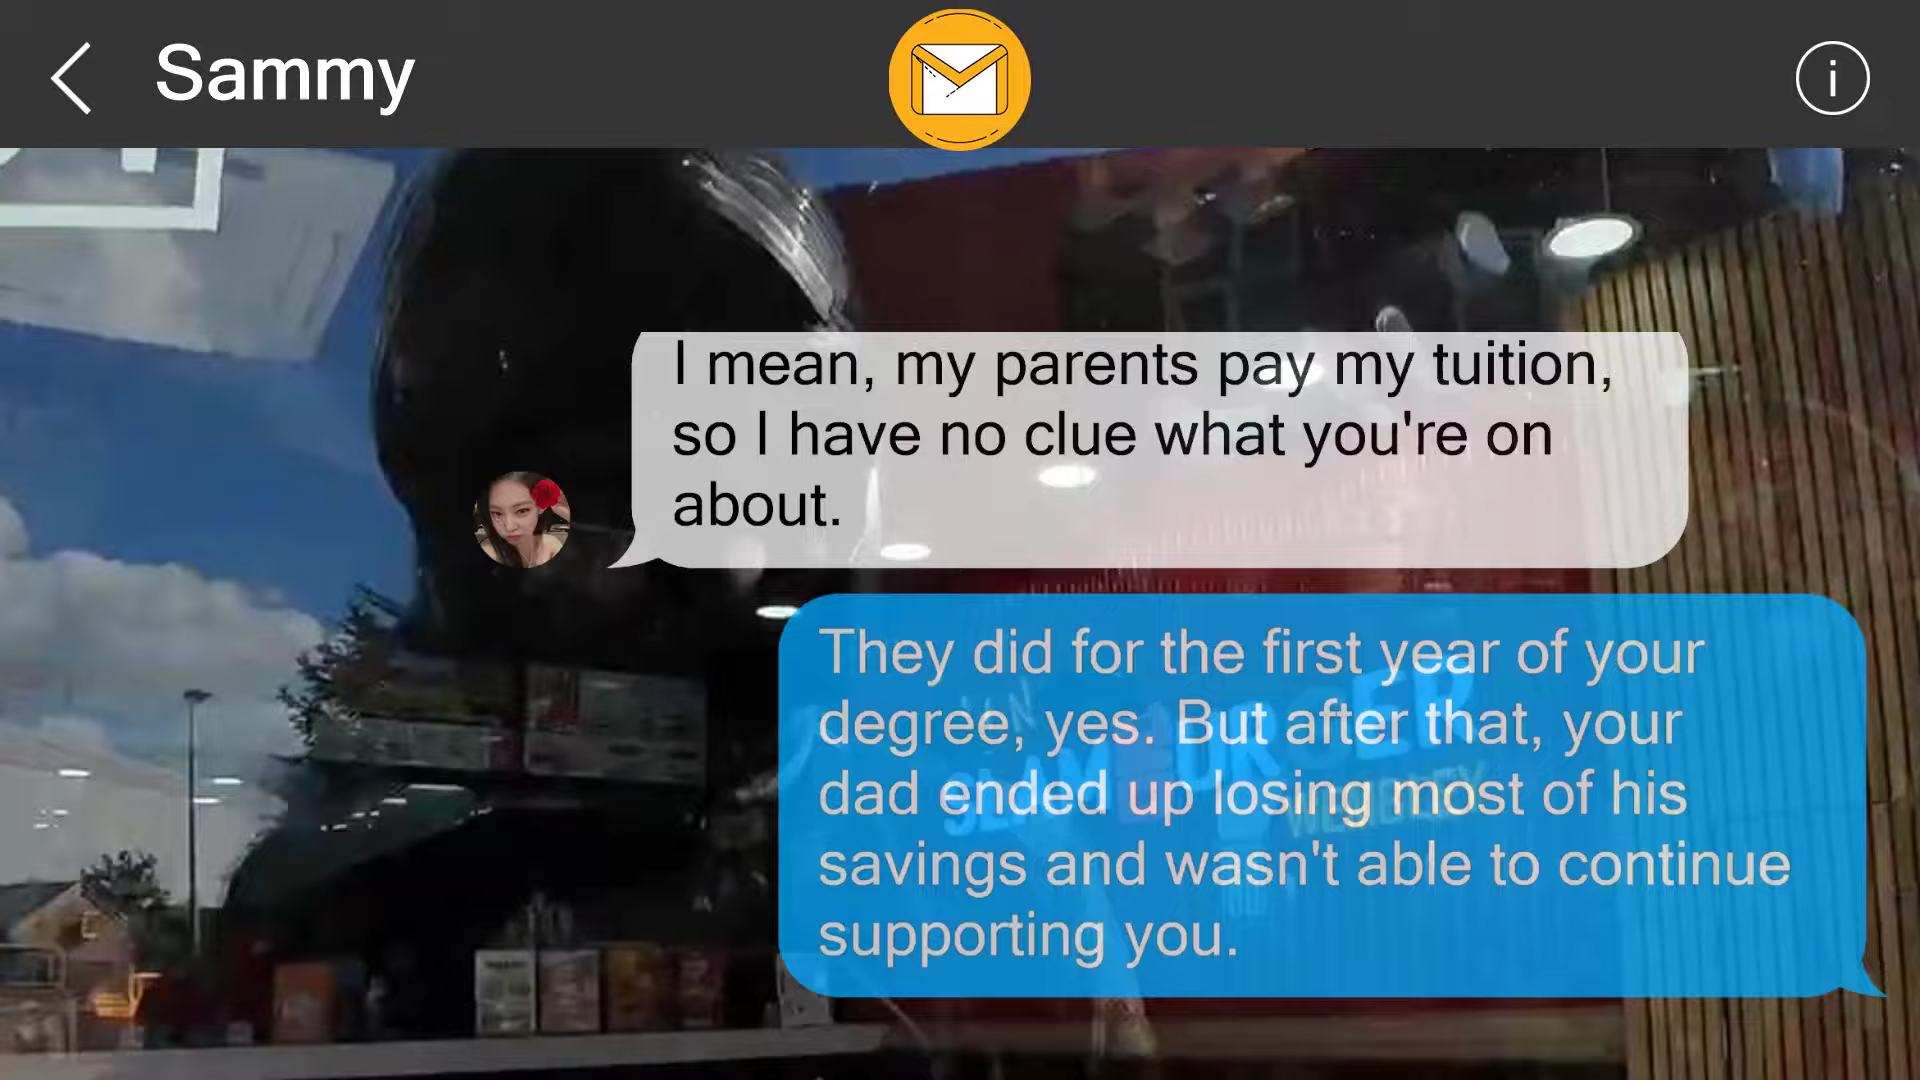 Sammy
i
I mean, my parents pay my tuition,
so I have no clue what you're on
about.
They did for the first year of your
degree, yes. But after that, your
dad ended up losing most of his
savings and wasn't able to continue
supporting you.